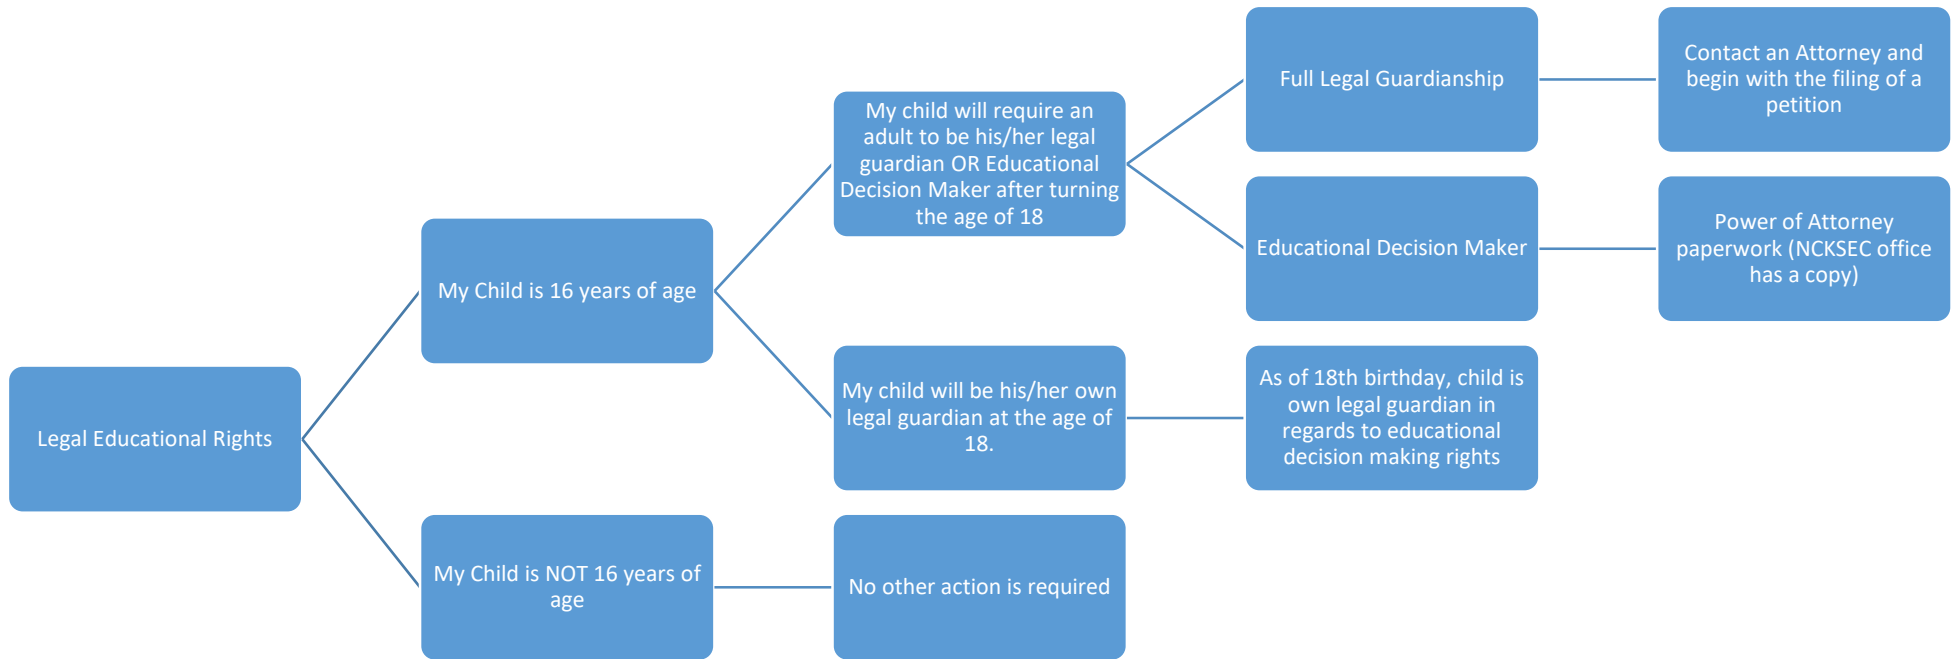 Legal Educational Rights
My Child is 16 years of age
My child will require an
adult to be his/her legal
guardian OR Educational
Decision Maker after turning
the age of 18
Full Legal Guardianship
Contact an Attorney and
begin with the filing of a
petition
Educational Decision Maker
Power of Attorney
paperwork (NCKSEC office
has a copy)
My child will be his/her own
legal guardian at the age of
18.
As of 18th birthday, child is
own legal guardian in
regards to educational
decision making rights
My Child is NOT 16 years of
age
No other action is required